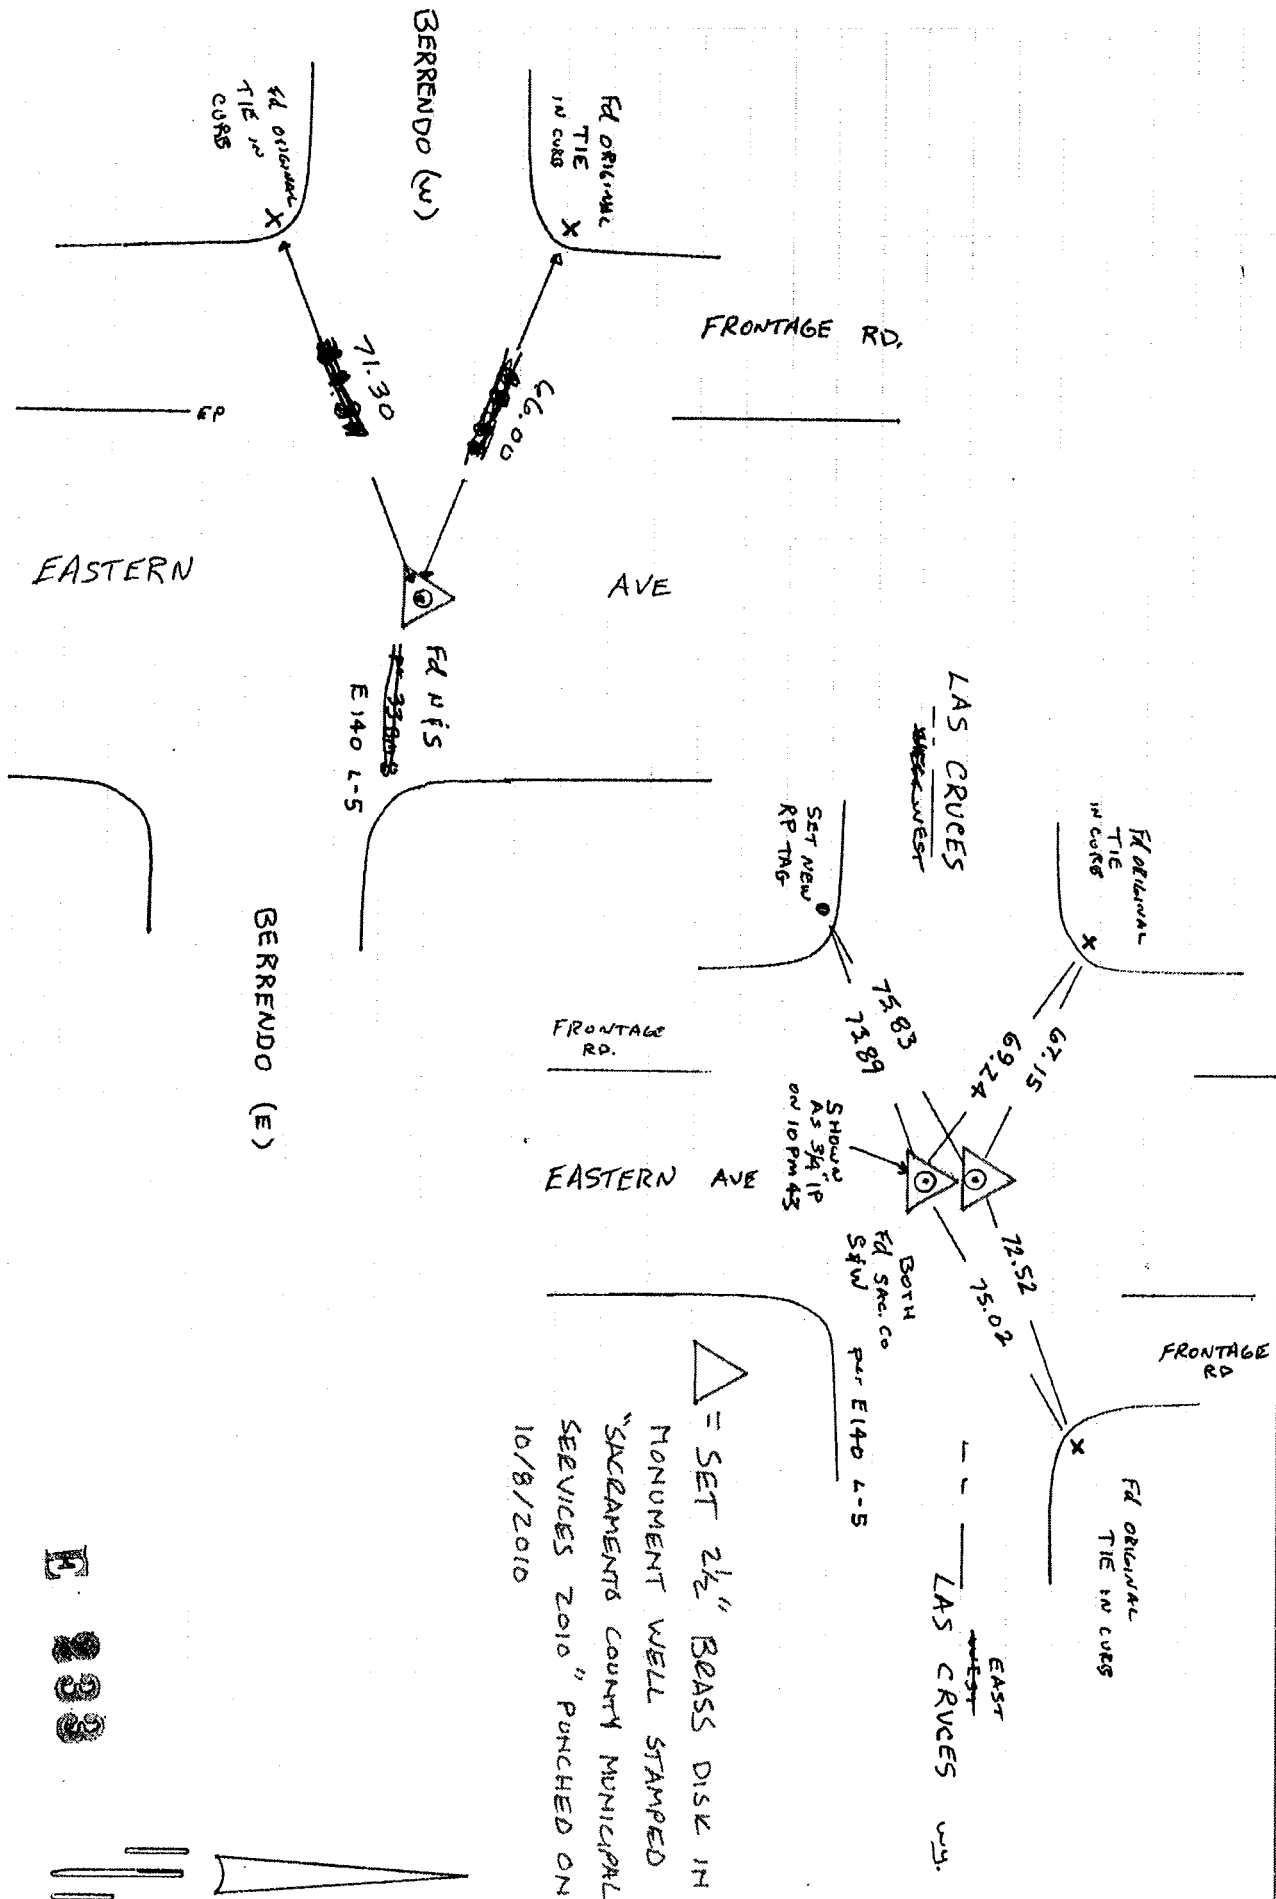 BERRENDO (W)
Fd ORIGINAL
TIE IN
CURB
Fd ORIGINAL
TIE
IN CURB
FRONTAGE RD.
71.30
66.00
EP
EASTERN
AVE
Fd N&S
E140 L-5
BERRENDO (E)
LAS CRUCES
SET NEW
RP TAG
Fd ORIGINAL
TIE
IN CURB
75.83
73.89
69.24
67.15
FRONTAGE
RD.
EASTERN AVE
SHOWN
AS 3/4" IP
ON 10 PM 43
BOTH
Fd SAC. CO
S&W per E140 L-5
72.52
75.02
FRONTAGE
RD
Fd ORIGINAL
TIE IN CURB
EAST
WEST
LAS CRUCES wy.
= SET 2½" BRASS DISK IN
MONUMENT WELL STAMPED
"SACRAMENTO COUNTY MUNICIPAL
SERVICES 2010" PUNCHED ON
10/8/2010
E 233